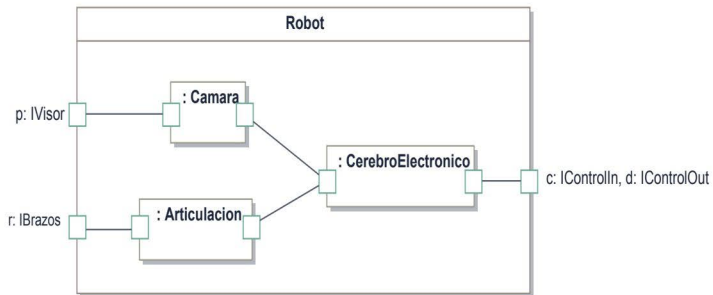 Robot
: Camara
p: IVisor
: CerebroElectronico
c: IControlIn, d: IControlOut
: Articulacion
r: IBrazos